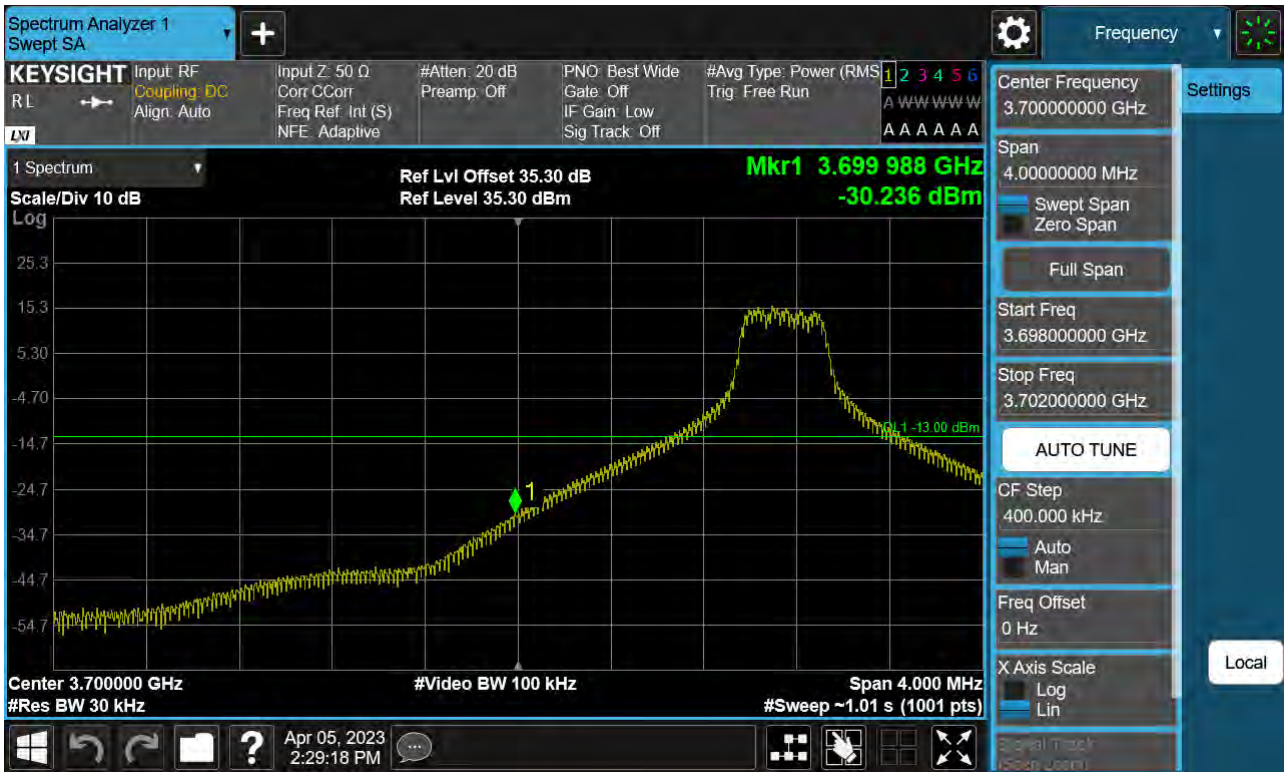 Spectrum Analyzer 1
Swept SA
Frequency
KEYSIGHT
RL
LXI
Input: RF
Coupling: DC
Align: Auto
Input Z: 50 Ω
Corr CCorr
Freq Ref: Int (S)
NFE: Adaptive
#Atten: 20 dB
Preamp: Off
PNO: Best Wide
Gate: Off
IF Gain: Low
Sig Track: Off
#Avg Type: Power (RMS
Trig: Free Run
1 2 3 4 5 6
A W W W W W
A A A A A A
1 Spectrum
Scale/Div 10 dB
Log
Ref Lvl Offset 35.30 dB
Ref Level 35.30 dBm
Mkr1 3.699 988 GHz
-30.236 dBm
25.3
15.3
5.30
-4.70
-14.7
-24.7
-34.7
-44.7
-54.7
DL1 -13.00 dBm
1
Center 3.700000 GHz
#Res BW 30 kHz
#Video BW 100 kHz
Span 4.000 MHz
#Sweep ~1.01 s (1001 pts)
Center Frequency
3.700000000 GHz
Settings
Span
4.00000000 MHz
Swept Span
Zero Span
Full Span
Start Freq
3.698000000 GHz
Stop Freq
3.702000000 GHz
AUTO TUNE
CF Step
400.000 kHz
Auto
Man
Freq Offset
0 Hz
X Axis Scale
Log
Lin
Signal Track
(Span Zoom)
Local
Apr 05, 2023
2:29:18 PM